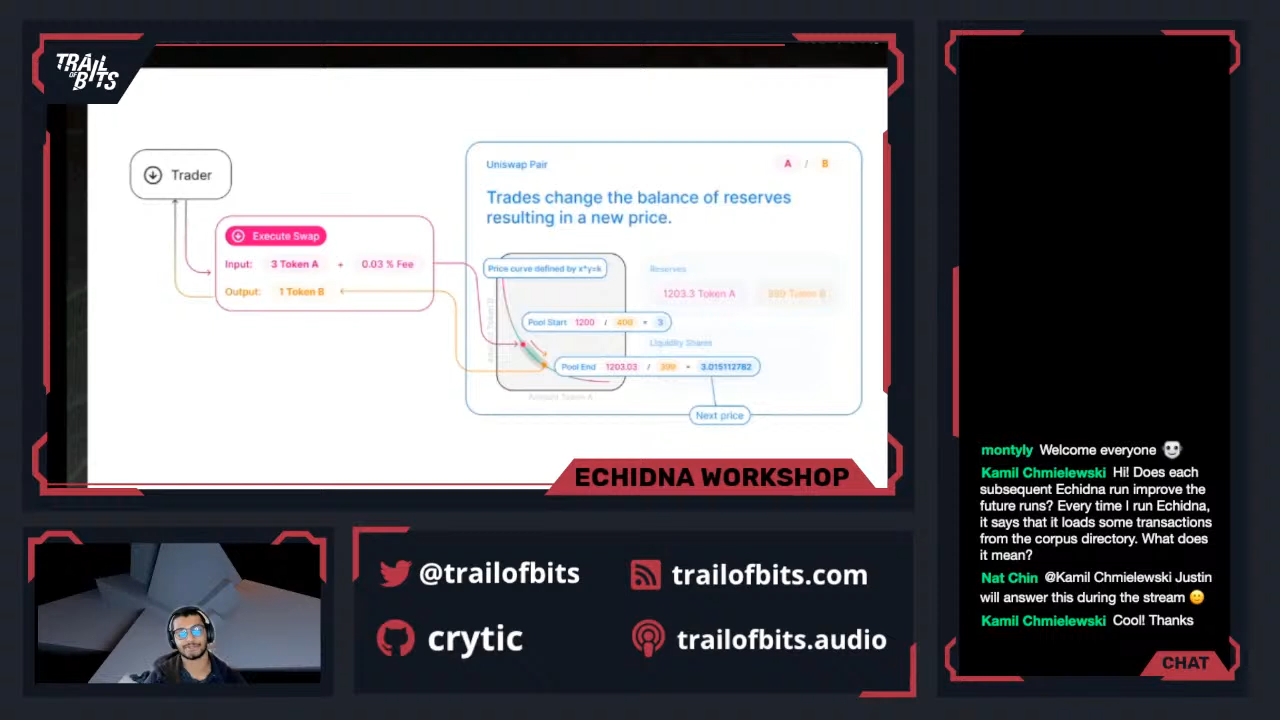 TRAIL
OF
BITS
Trader
Execute Swap
Input: 3 Token A + 0.03 % Fee
Output: 1 Token B
Uniswap Pair
A / B
Trades change the balance of reserves
resulting in a new price.
Price curve defined by x*y=k
Reserves
1203.3 Token A
Token B
Pool Start 1200 / 400 = 3
Liquidity Shares
Pool End 1203.03 / 399 = 3.015112782
Amount Token A
Next price
ECHIDNA WORKSHOP
@trailofbits
trailofbits.com
crytic
trailofbits.audio
montyly Welcome everyone
Kamil Chmielewski Hi! Does each
subsequent Echidna run improve the
future runs? Every time I run Echidna,
it says that it loads some transactions
from the corpus directory. What does
it mean?
Nat Chin @Kamil Chmielewski Justin
will answer this during the stream
Kamil Chmielewski Cool! Thanks
CHAT